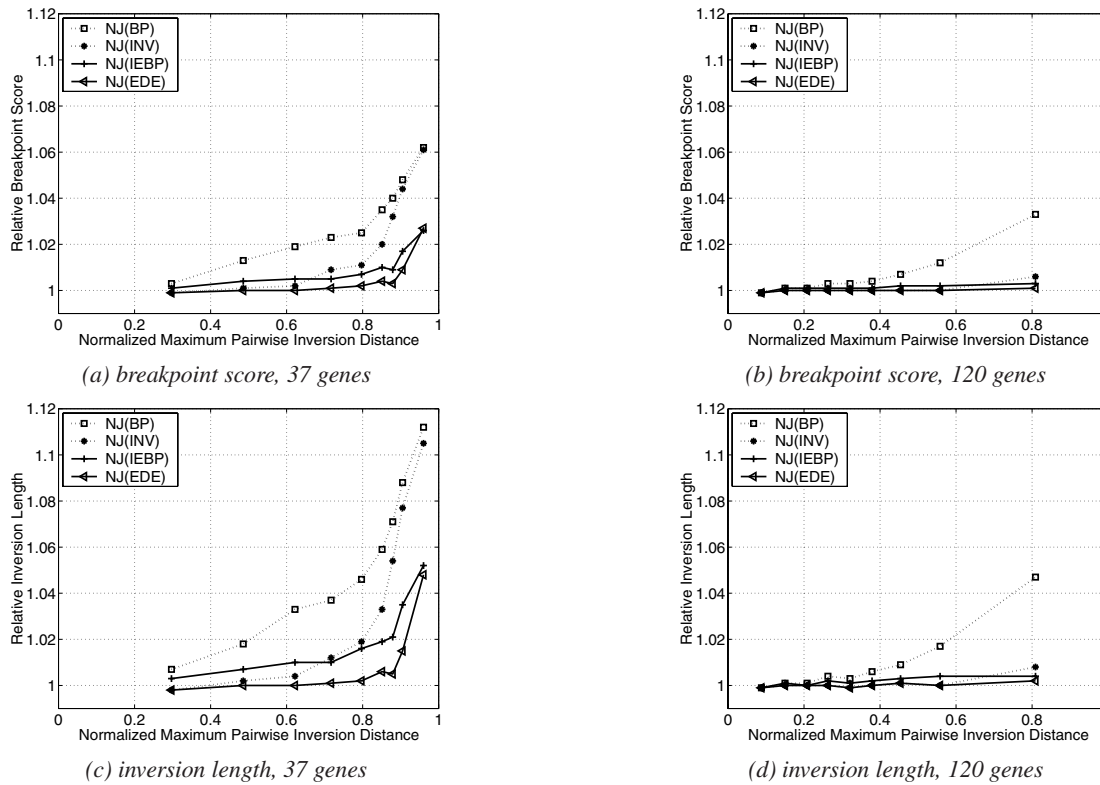 1.12
NJ(BP)
NJ(INV)
NJ(IEBP)
NJ(EDE)
1.1
1.08
1.06
1.04
1.02
1
Relative Breakpoint Score
0 0.2 0.4 0.6 0.8 1
Normalized Maximum Pairwise Inversion Distance
(a) breakpoint score, 37 genes
1.12
NJ(BP)
NJ(INV)
NJ(IEBP)
NJ(EDE)
1.1
1.08
1.06
1.04
1.02
1
Relative Breakpoint Score
0 0.2 0.4 0.6 0.8
Normalized Maximum Pairwise Inversion Distance
(b) breakpoint score, 120 genes
1.12
NJ(BP)
NJ(INV)
NJ(IEBP)
NJ(EDE)
1.1
1.08
1.06
1.04
1.02
1
Relative Inversion Length
0 0.2 0.4 0.6 0.8 1
Normalized Maximum Pairwise Inversion Distance
(c) inversion length, 37 genes
1.12
NJ(BP)
NJ(INV)
NJ(IEBP)
NJ(EDE)
1.1
1.08
1.06
1.04
1.02
1
Relative Inversion Length
0 0.2 0.4 0.6 0.8
Normalized Maximum Pairwise Inversion Distance
(d) inversion length, 120 genes